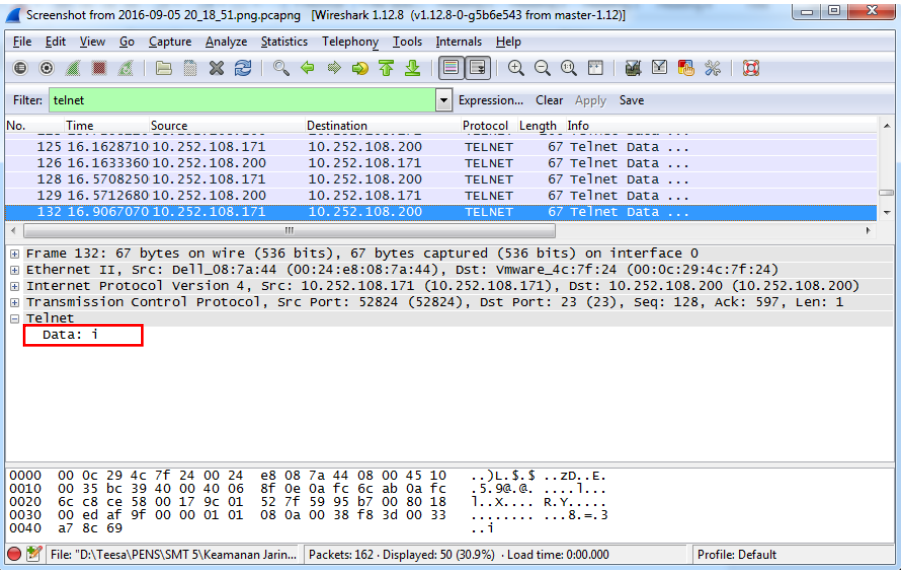 Screenshot from 2016-09-05 20_18_51.png.pcapng [Wireshark 1.12.8 (v1.12.8-0-g5b6e543 from master-1.12)]
File Edit View Go Capture Analyze Statistics Telephony Tools Internals Help
Filter: telnet Expression... Clear Apply Save
No. Time Source Destination Protocol Length Info
125 16.1628710 10.252.108.171 10.252.108.200 TELNET 67 Telnet Data ...
126 16.1633360 10.252.108.200 10.252.108.171 TELNET 67 Telnet Data ...
128 16.5708250 10.252.108.171 10.252.108.200 TELNET 67 Telnet Data ...
129 16.5712680 10.252.108.200 10.252.108.171 TELNET 67 Telnet Data ...
132 16.9067070 10.252.108.171 10.252.108.200 TELNET 67 Telnet Data ...
Frame 132: 67 bytes on wire (536 bits), 67 bytes captured (536 bits) on interface 0
Ethernet II, Src: Dell_08:7a:44 (00:24:e8:08:7a:44), Dst: Vmware_4c:7f:24 (00:0c:29:4c:7f:24)
Internet Protocol Version 4, Src: 10.252.108.171 (10.252.108.171), Dst: 10.252.108.200 (10.252.108.200)
Transmission Control Protocol, Src Port: 52824 (52824), Dst Port: 23 (23), Seq: 128, Ack: 597, Len: 1
Telnet
Data: i
0000 00 0c 29 4c 7f 24 00 24 e8 08 7a 44 08 00 45 10 ..)L.$.$ ..zD..E.
0010 00 35 bc 39 40 00 40 06 8f 0e 0a fc 6c ab 0a fc .5.9@.@. ....l...
0020 6c c8 ce 58 00 17 9c 01 52 7f 59 95 b7 00 80 18 l..X.... R.Y.....
0030 00 ed af 9f 00 00 01 01 08 0a 00 38 f8 3d 00 33 ........ ...8.=.3
0040 a7 8c 69 ..i
File: "D:\Teesa\PENS\SMT 5\Keamanan Jarin... Packets: 162 · Displayed: 50 (30.9%) · Load time: 0:00.000 Profile: Default